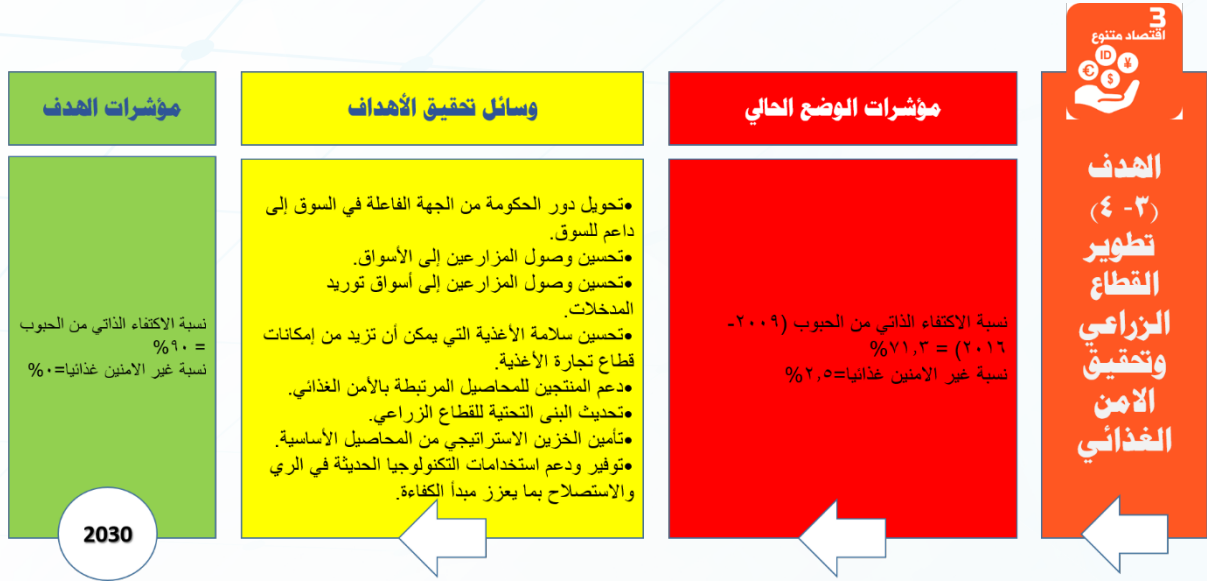 3
اقتصاد متنوع
ID
€
$
¥
الهدف
(٣- ٤)
تطوير
القطاع
الزراعي
وتحقيق
الامن
الغذائي
مؤشرات الوضع الحالي
نسبة الاكتفاء الذاتي من الحبوب (٢٠٠٩-
٢٠١٦) = ٧١,٣%
نسبة غير الامنين غذائيا=٢,٥%
وسائل تحقيق الأهداف
•تحويل دور الحكومة من الجهة الفاعلة في السوق إلى
داعم للسوق.
•تحسين وصول المزارعين إلى الأسواق.
•تحسين وصول المزارعين إلى أسواق توريد
المدخلات.
•تحسين سلامة الأغذية التي يمكن أن تزيد من إمكانات
قطاع تجارة الأغذية.
•دعم المنتجين للمحاصيل المرتبطة بالأمن الغذائي.
•تحديث البنى التحتية للقطاع الزراعي.
•تأمين الخزين الاستراتيجي من المحاصيل الأساسية.
•توفير ودعم استخدامات التكنولوجيا الحديثة في الري
والاستصلاح بما يعزز مبدأ الكفاءة.
مؤشرات الهدف
نسبة الاكتفاء الذاتي من الحبوب
= ٩٠%
نسبة غير الامنين غذائيا=٠%
2030